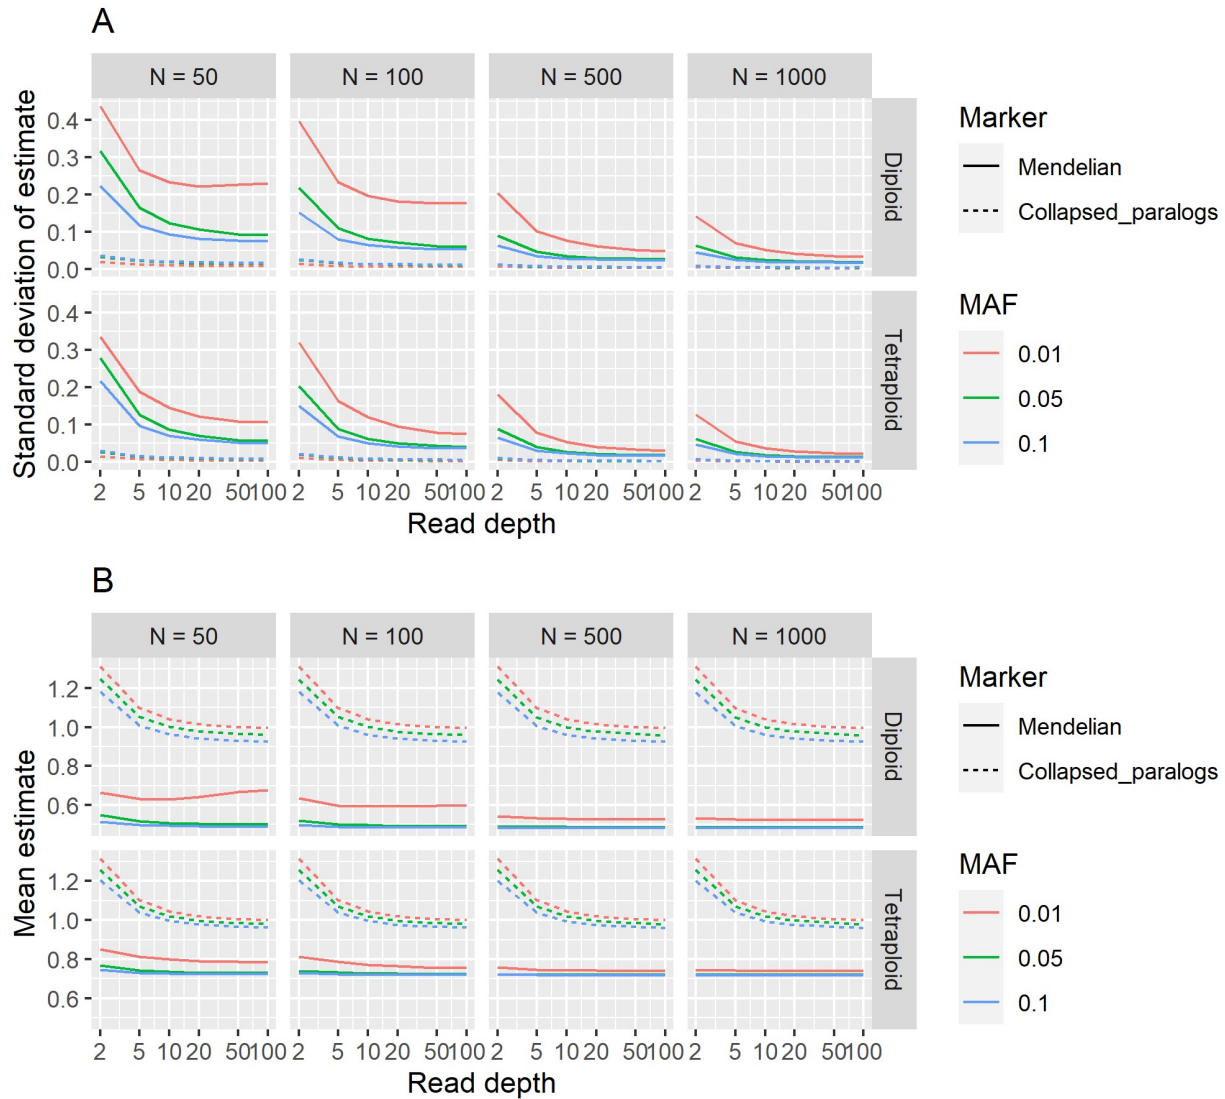 A
N = 50 N = 100 N = 500 N = 1000
Standard deviation of estimate
0.4
0.3
0.2
0.1
0.0
Diploid
0.4
0.3
0.2
0.1
0.0
Tetraploid
2 5 10 20 50 100 2 5 10 20 50 100 2 5 10 20 50 100 2 5 10 20 50 100
Read depth
Marker
Mendelian
Collapsed_paralogs
MAF
0.01
0.05
0.1
B
N = 50 N = 100 N = 500 N = 1000
Mean estimate
1.2
1.0
0.8
0.6
Diploid
1.2
1.0
0.8
0.6
Tetraploid
2 5 10 20 50 100 2 5 10 20 50 100 2 5 10 20 50 100 2 5 10 20 50 100
Read depth
Marker
Mendelian
Collapsed_paralogs
MAF
0.01
0.05
0.1